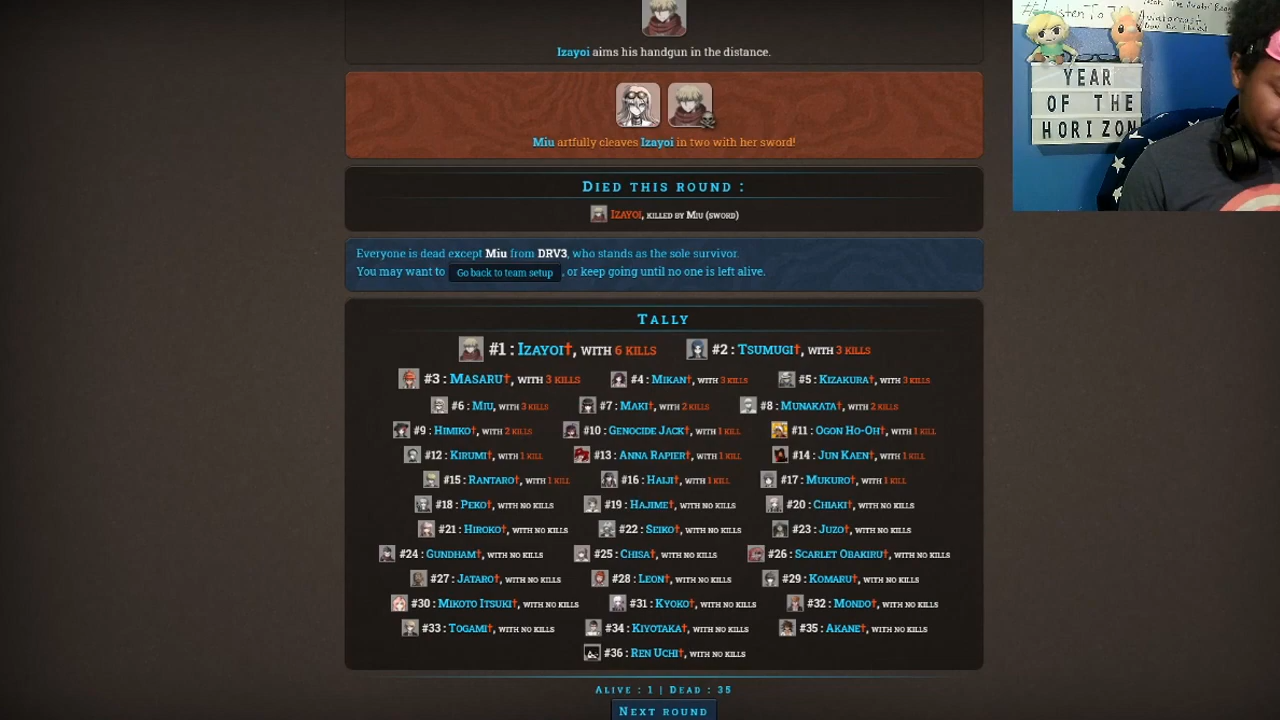 Izayoi aims his handgun in the distance.
Miu artfully cleaves Izayoi in two with her sword!
Died this round :
Izayoi, killed by Miu (sword)
Everyone is dead except Miu from DRV3, who stands as the sole survivor.
You may want to Go back to team setup, or keep going until no one is left alive.
Tally
#1 : Izayoi†, with 6 kills #2 : Tsumugi†, with 3 kills
#3 : Masaru†, with 3 kills #4 : Mikan†, with 3 kills #5 : Kizakura†, with 3 kills
#6 : Miu, with 3 kills #7 : Maki†, with 2 kills #8 : Munakata†, with 2 kills
#9 : Himiko†, with 2 kills #10 : Genocide Jack†, with 1 kill #11 : Ogon Ho-Oh†, with 1 kill
#12 : Kirumi†, with 1 kill #13 : Anna Rapier†, with 1 kill #14 : Jun Kaen†, with 1 kill
#15 : Rantaro†, with 1 kill #16 : Haiji†, with 1 kill #17 : Mukuro†, with 1 kill
#18 : Peko†, with no kills #19 : Hajime†, with no kills #20 : Chiaki†, with no kills
#21 : Hiroko†, with no kills #22 : Seiko†, with no kills #23 : Juzo†, with no kills
#24 : Gundham†, with no kills #25 : Chisa†, with no kills #26 : Scarlet Obakiru†, with no kills
#27 : Jataro†, with no kills #28 : Leon†, with no kills #29 : Komaru†, with no kills
#30 : Mikoto Itsuki†, with no kills #31 : Kyoko†, with no kills #32 : Mondo†, with no kills
#33 : Togami†, with no kills #34 : Kiyotaka†, with no kills #35 : Akane†, with no kills
#36 : Ren Uchi†, with no kills
Alive : 1 | Dead : 35
Next round
YEAR
OF THE
HORIZON